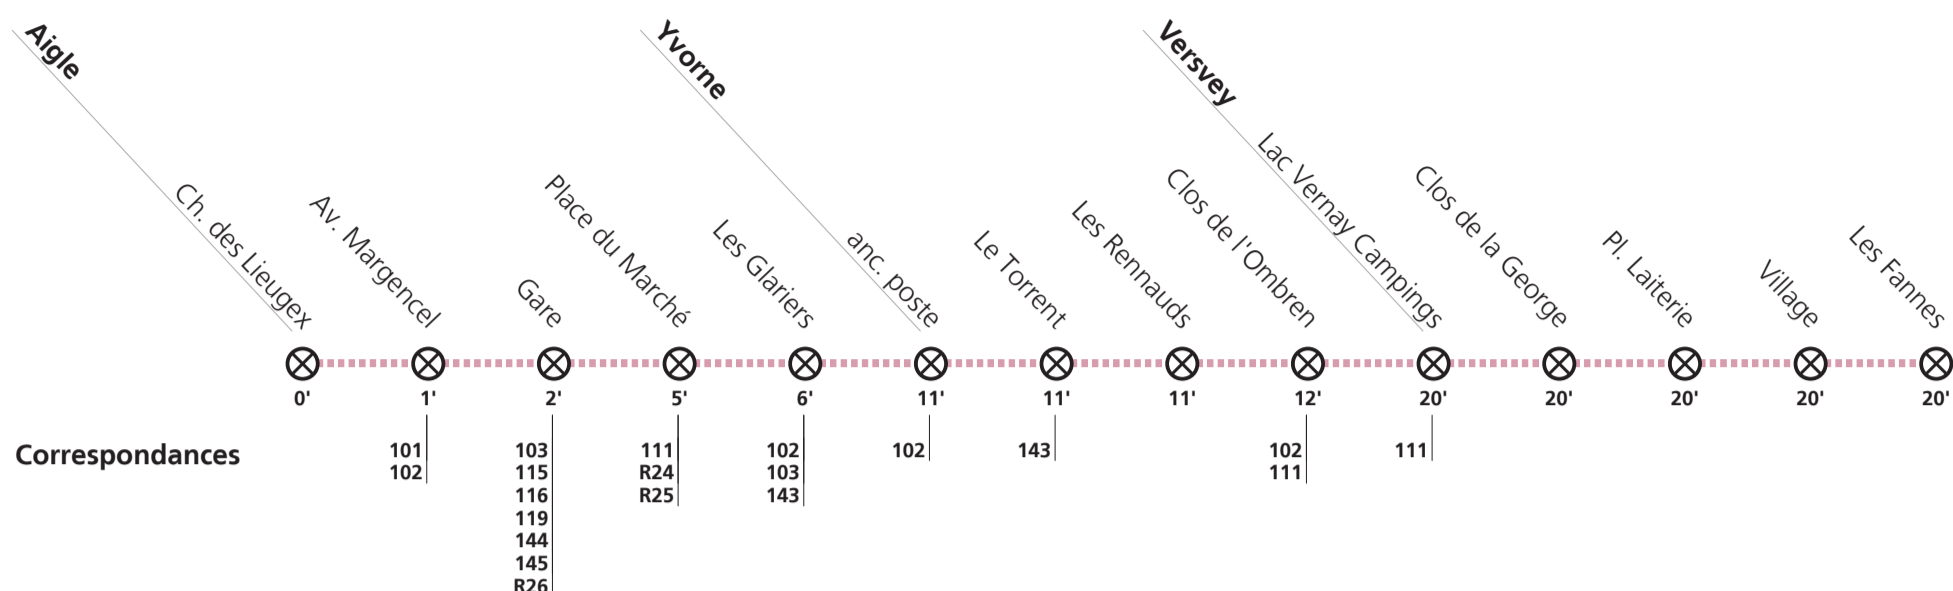 Aigle
Yvorne
Versvey
Ch. des Lieugex
Av. Margencel
Gare
Place du Marché
Les Glariers
anc. poste
Le Torrent
Les Rennauds
Clos de l'Ombren
Lac Vernay Campings
Clos de la George
Pl. Laiterie
Village
Les Fannes
0' 1' 2' 5' 6' 11' 11' 11' 12' 20' 20' 20' 20' 20'
Correspondances
101
102
103
115
116
119
144
145
R26
111
R24
R25
102
103
143
102
143
102
111
111